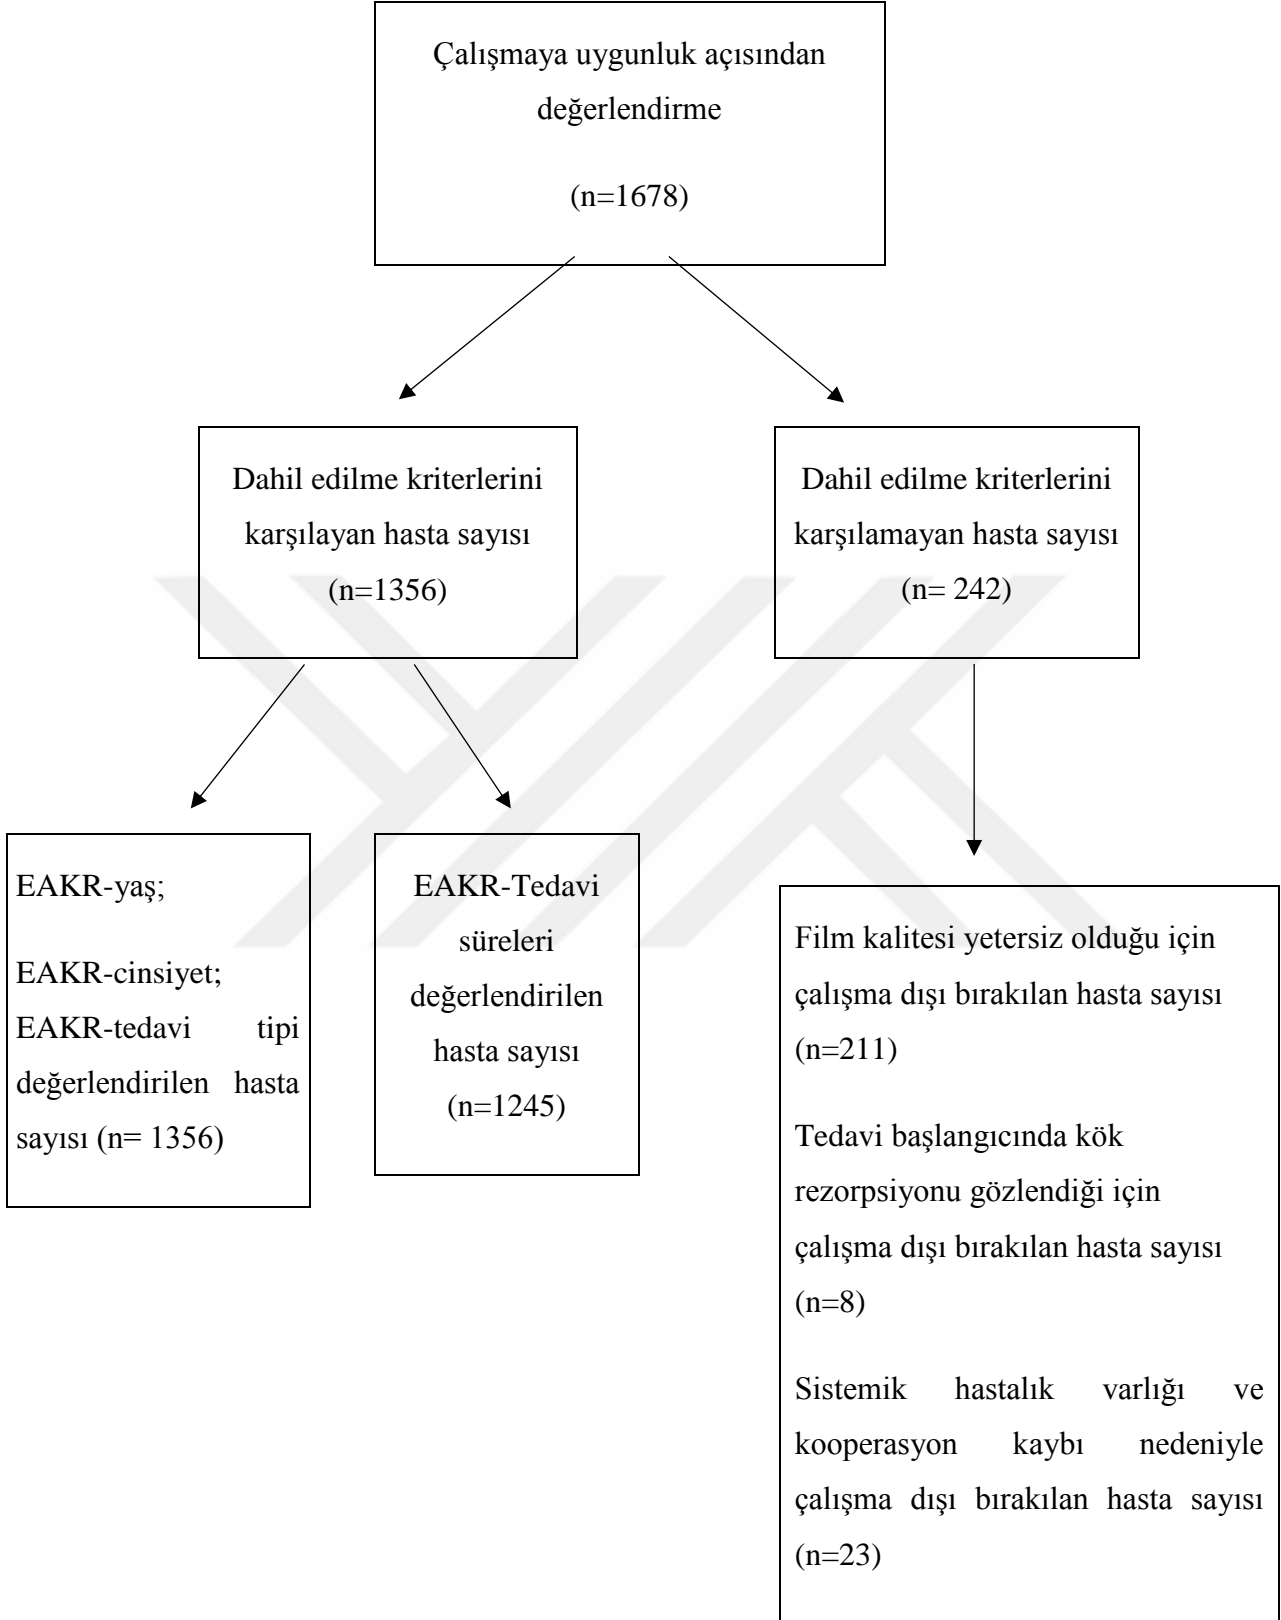 Çalışmaya uygunluk açısından
değerlendirme
(n=1678)
Dahil edilme kriterlerini
karşılayan hasta sayısı
(n=1356)
Dahil edilme kriterlerini
karşılamayan hasta sayısı
(n= 242)
EAKR-yaş;
EAKR-cinsiyet;
EAKR-tedavi tipi
değerlendirilen hasta
sayısı (n= 1356)
EAKR-Tedavi
süreleri
değerlendirilen
hasta sayısı
(n=1245)
Film kalitesi yetersiz olduğu için
çalışma dışı bırakılan hasta sayısı
(n=211)
Tedavi başlangıcında kök
rezorpsiyonu gözlendiği için
çalışma dışı bırakılan hasta sayısı
(n=8)
Sistemik hastalık varlığı ve
kooperasyon kaybı nedeniyle
çalışma dışı bırakılan hasta sayısı
(n=23)